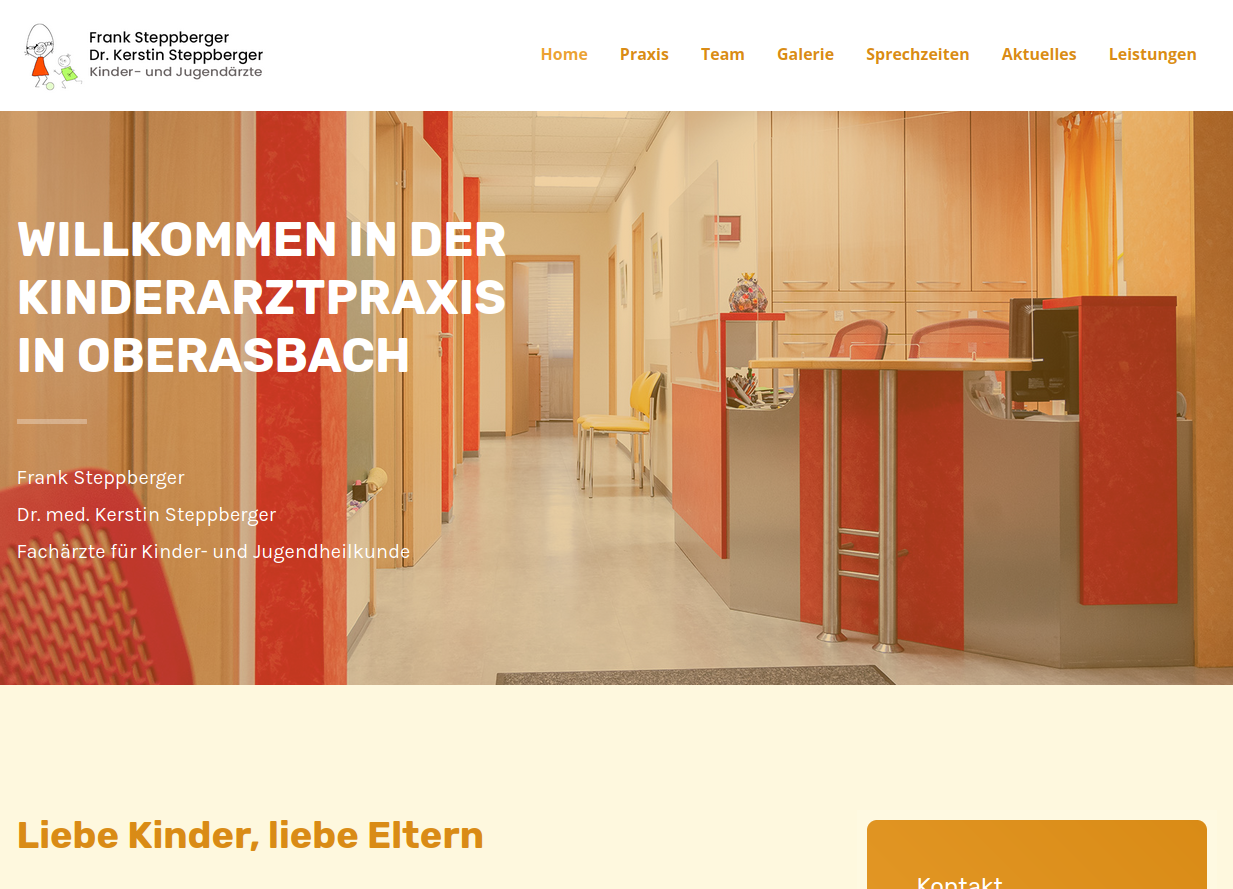 Frank Steppberger
Dr. Kerstin Steppberger
Kinder- und Jugendärzte
Home Praxis Team Galerie Sprechzeiten Aktuelles Leistungen
WILLKOMMEN IN DER
KINDERARZTPRAXIS
IN OBERASBACH
Frank Steppberger
Dr. med. Kerstin Steppberger
Fachärzte für Kinder- und Jugendheilkunde
Liebe Kinder, liebe Eltern
Kontakt